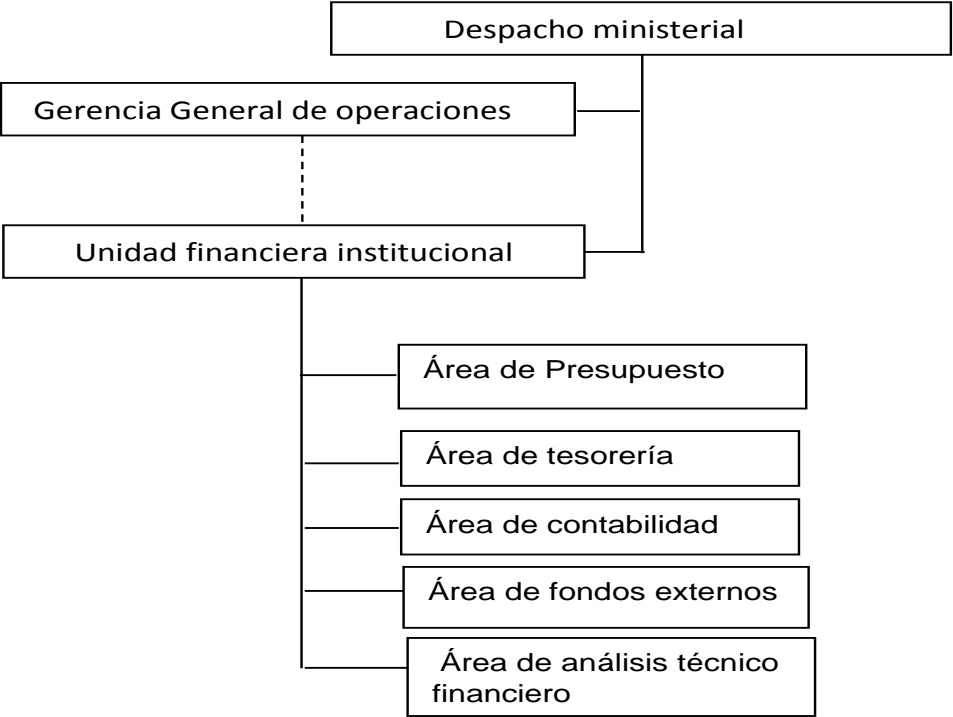 Despacho ministerial
Gerencia General de operaciones
Unidad financiera institucional
Área de Presupuesto
Área de tesorería
Área de contabilidad
Área de fondos externos
Área de análisis técnico
financiero